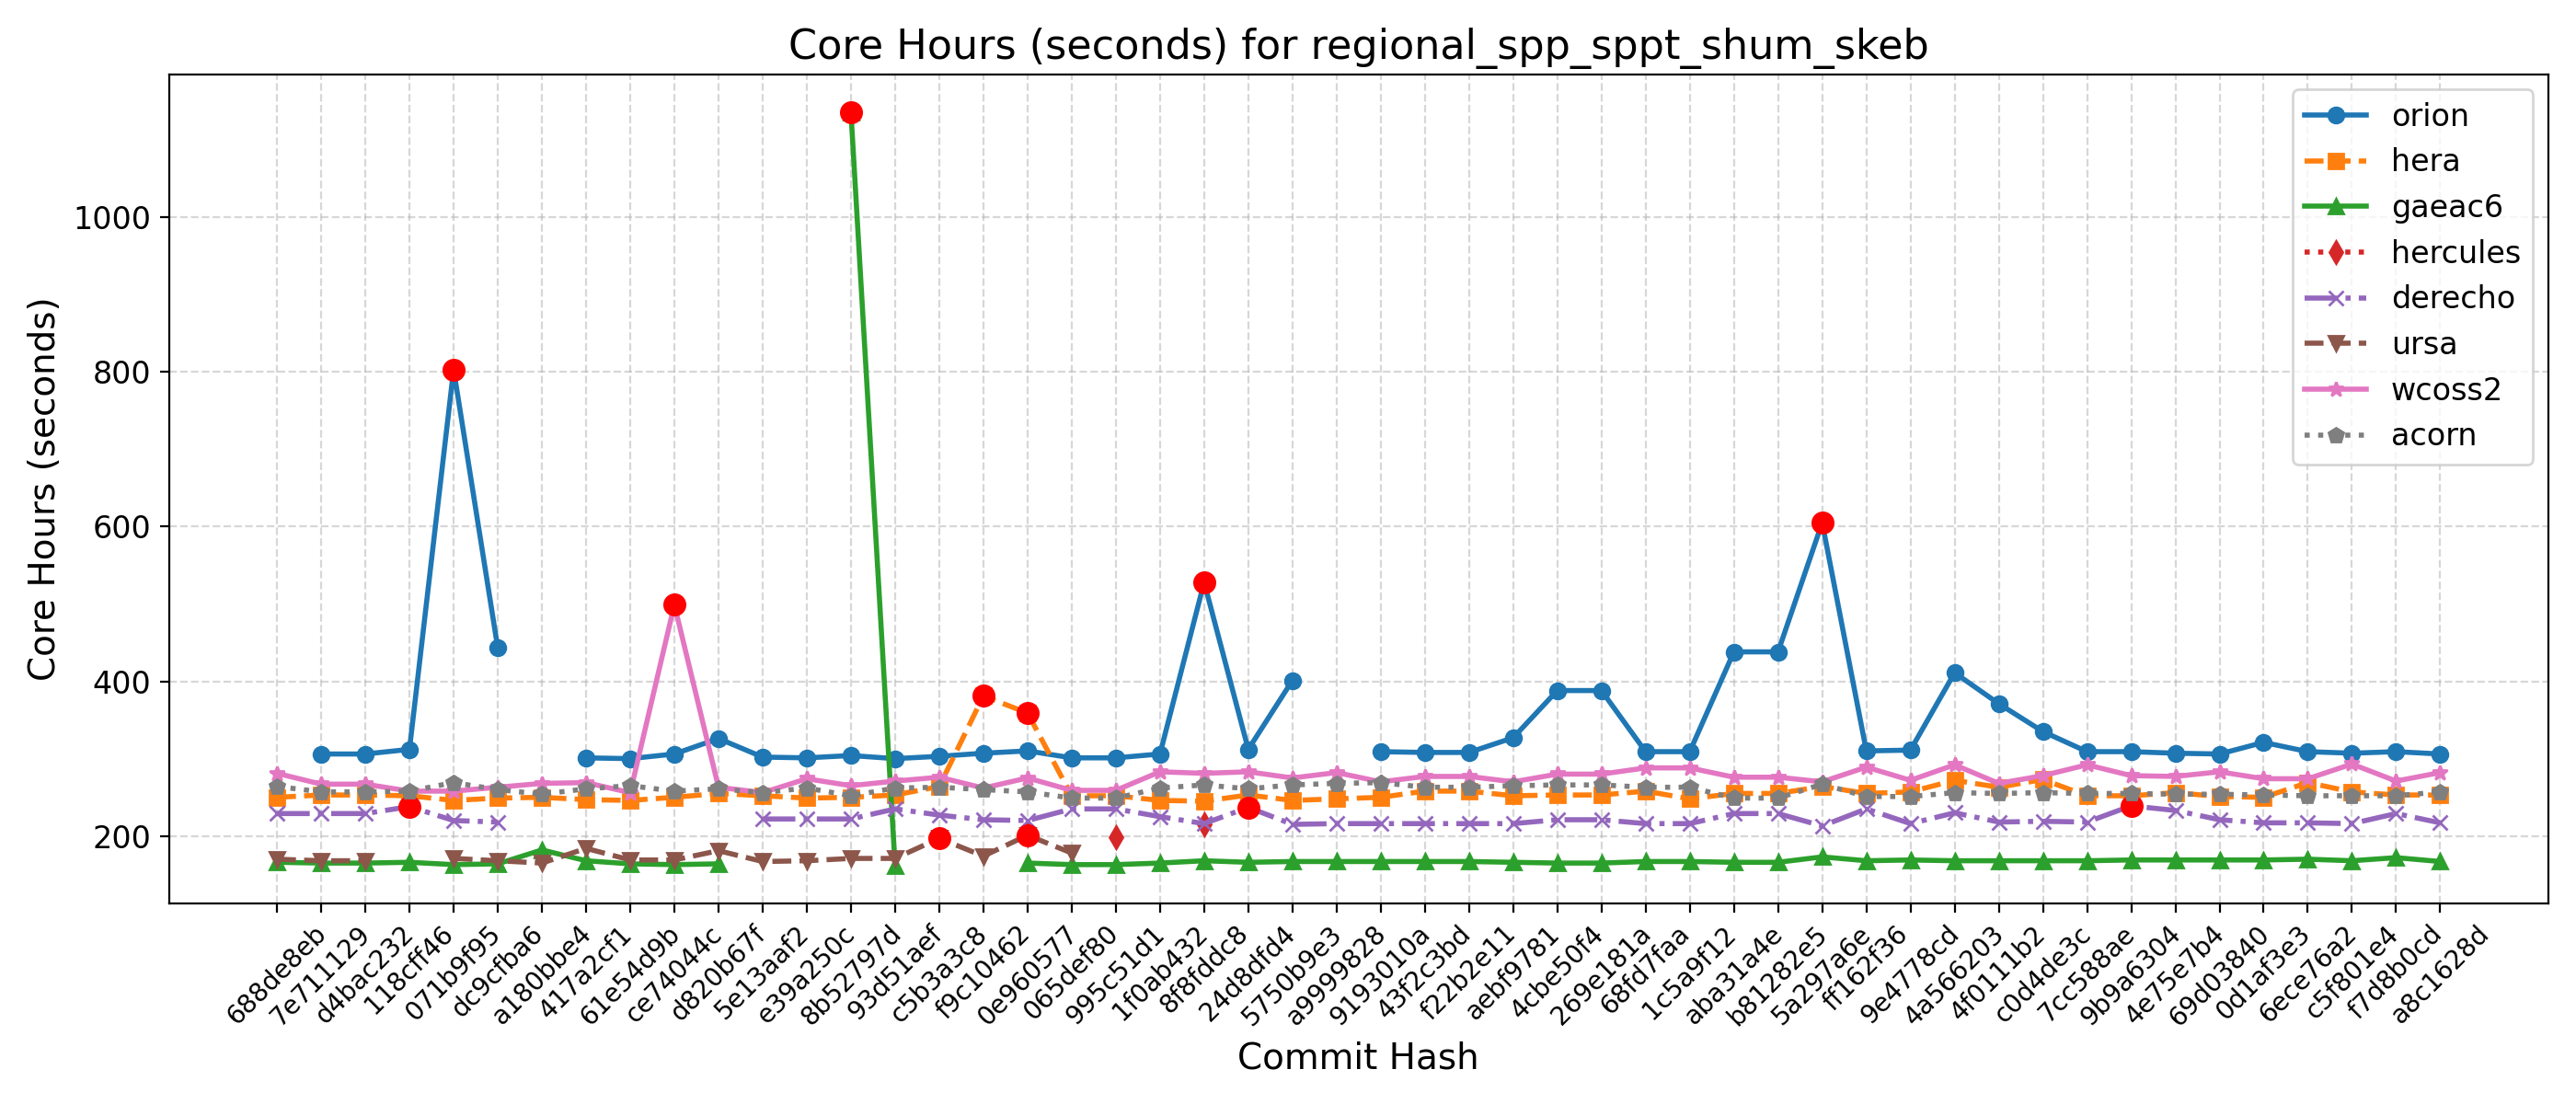 Core Hours (seconds) for regional_spp_sppt_shum_skeb
Core Hours (seconds)
1000
800
600
400
200
orion
hera
gaeac6
hercules
derecho
ursa
wcoss2
acorn
688de8eb
7e711129
d4bac232
118cff46
071b9f95
dc9cfba6
a180bbe4
417a2cf1
61e54d9b
ce74044c
d820b67f
5e13aaf2
e39a250c
8b52797d
93d51aef
c5b3a3c8
f9c10462
0e960577
065def80
995c51d1
1f0ab432
8f8fddc8
24d8dfd4
5750b9e3
a9999828
9193010a
43f2c3bd
f22b2e11
aebf9781
4cbe50f4
269e181a
68fd7faa
1c5a9f12
aba31a4e
b81282e5
5a297a6e
ff162f36
9e4778cd
4a566203
4f0111b2
c0d4de3c
7cc588ae
9b9a6304
4e75e7b4
69d03840
0d1af3e3
6ece76a2
c5f801e4
f7d8b0cd
a8c1628d
Commit Hash